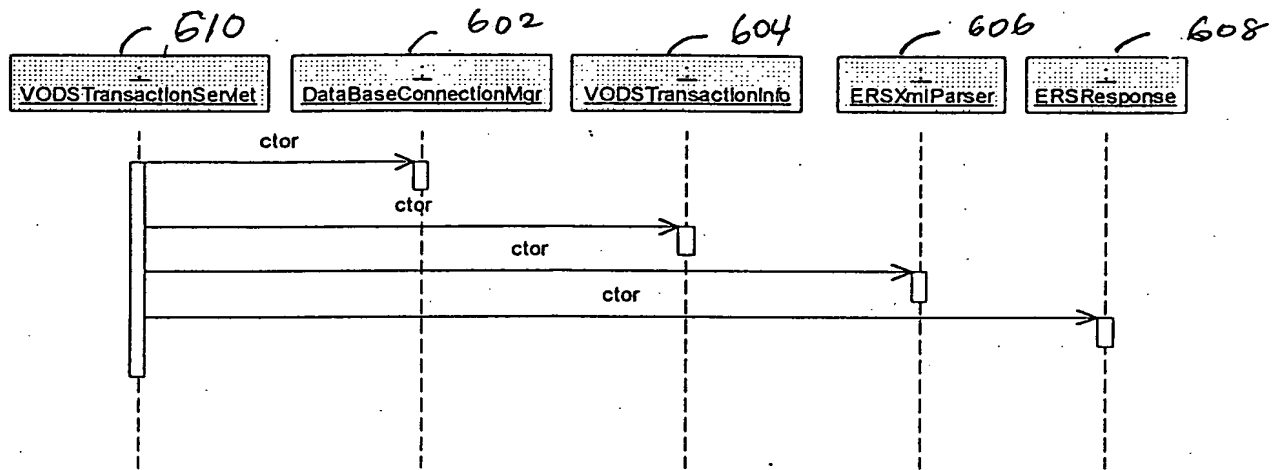 610 602 604 606 608
: : : : :
VODSTransactionServlet DataBaseConnectionMgr VODSTransactionInfo ERSXmlParser ERSResponse
ctor
ctor
ctor
ctor